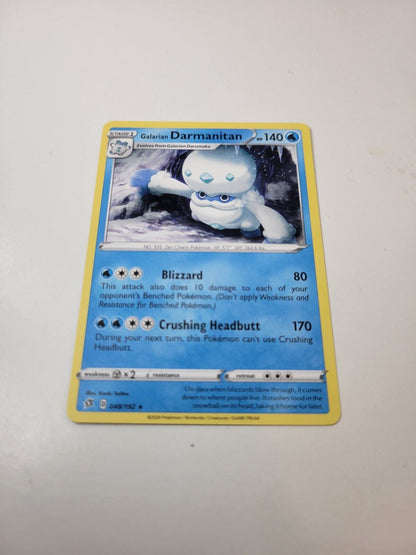 STAGE 1
Galarian Darmanitan
HP 140
Evolves from Galarian Darumaka
NO. 555 Zen Charm Pokémon HT: 5'7" WT: 264.6 lbs.
Blizzard 80
This attack also does 10 damage to each of your
opponent's Benched Pokémon. (Don't apply Weakness and
Resistance for Benched Pokémon.)
Crushing Headbutt 170
During your next turn, this Pokémon can't use Crushing
Headbutt.
weakness ×2 resistance retreat
Illus. Kouki Saitou
On days when blizzards blow through, it comes
down to where people live. It stashes food in the
snowball on its head, taking it home for later.
048/192 ★
©2020 Pokémon / Nintendo / Creatures / GAME FREAK